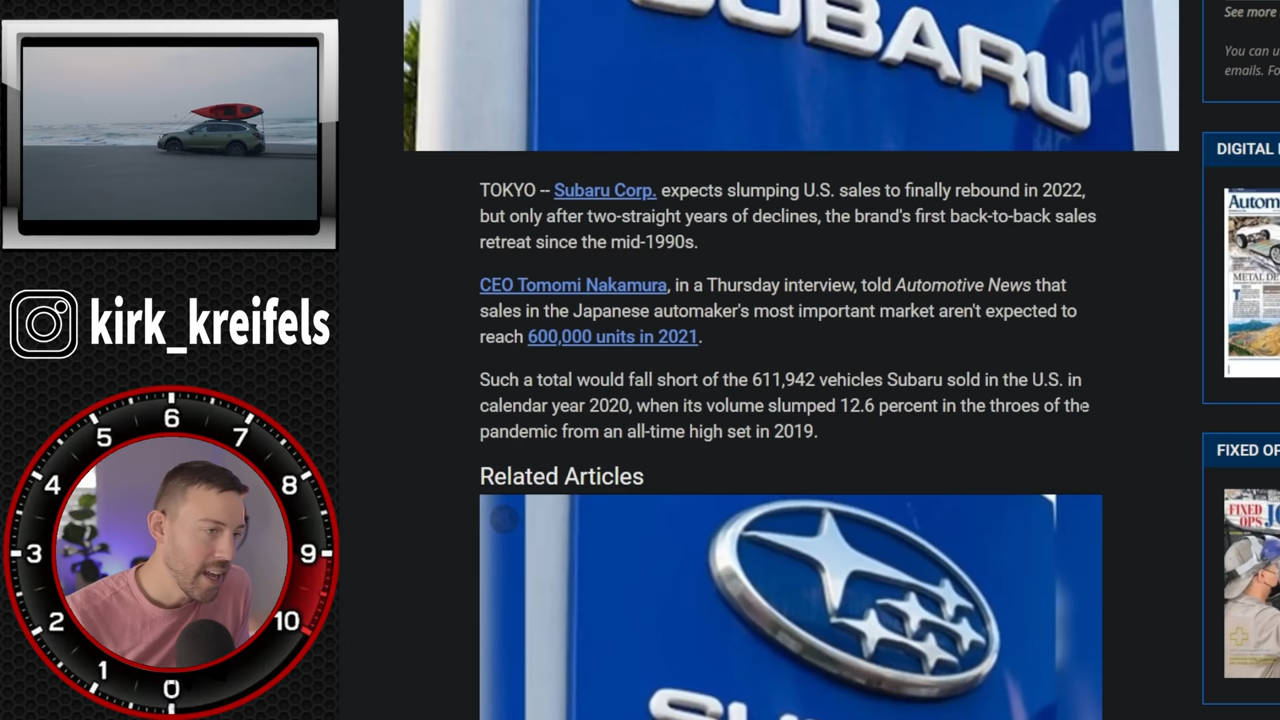 SUBARU
See more
You can u
emails. Fo
DIGITAL
Autom
METAL DE
TOKYO -- Subaru Corp. expects slumping U.S. sales to finally rebound in 2022,
but only after two-straight years of declines, the brand's first back-to-back sales
retreat since the mid-1990s.
CEO Tomomi Nakamura, in a Thursday interview, told Automotive News that
sales in the Japanese automaker's most important market aren't expected to
reach 600,000 units in 2021.
Such a total would fall short of the 611,942 vehicles Subaru sold in the U.S. in
calendar year 2020, when its volume slumped 12.6 percent in the throes of the
pandemic from an all-time high set in 2019.
Related Articles
FIXED OP
FIXED
OPS
kirk_kreifels
0
1
2
3
4
5
6
7
8
9
10